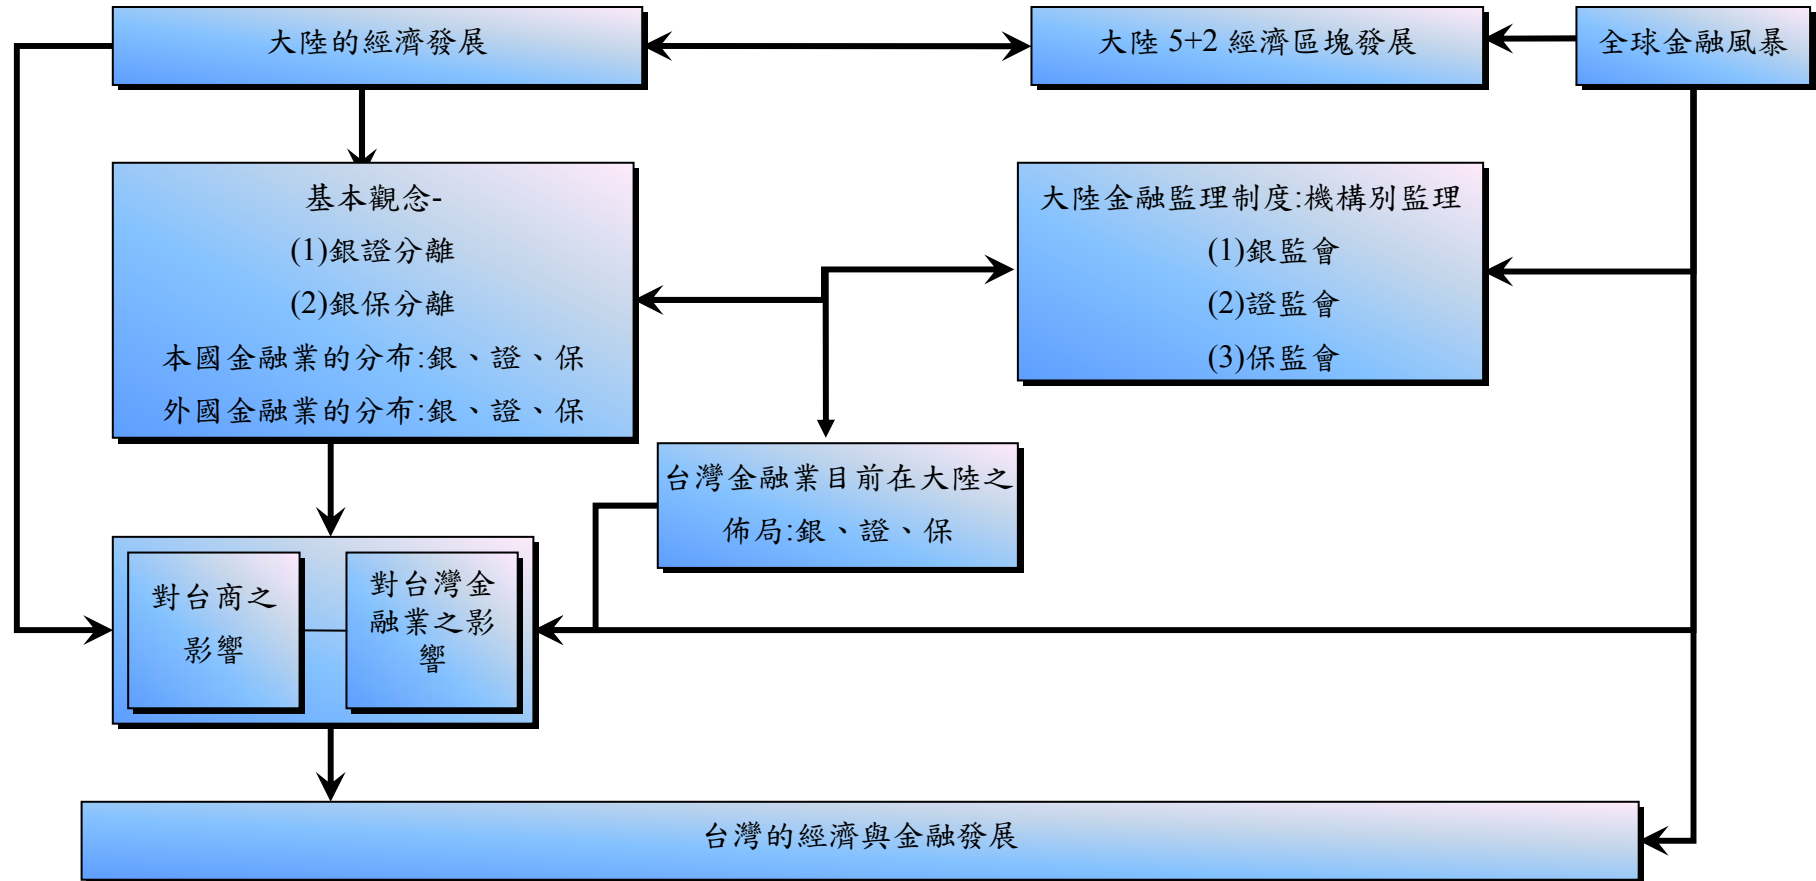 大陸的經濟發展
大陸 5+2 經濟區塊發展
全球金融風暴
基本觀念-
(1)銀證分離
(2)銀保分離
本國金融業的分布:銀、證、保
外國金融業的分布:銀、證、保
大陸金融監理制度:機構別監理
(1)銀監會
(2)證監會
(3)保監會
台灣金融業目前在大陸之
佈局:銀、證、保
對台商之
影響
對台灣金
融業之影
響
台灣的經濟與金融發展